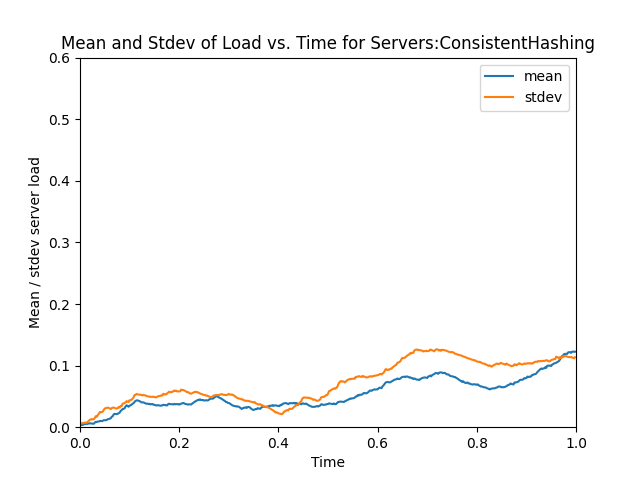 Mean and Stdev of Load vs. Time for Servers:ConsistentHashing
mean
stdev
Mean / stdev server load
0.6
0.5
0.4
0.3
0.2
0.1
0.0
0.0 0.2 0.4 0.6 0.8 1.0
Time